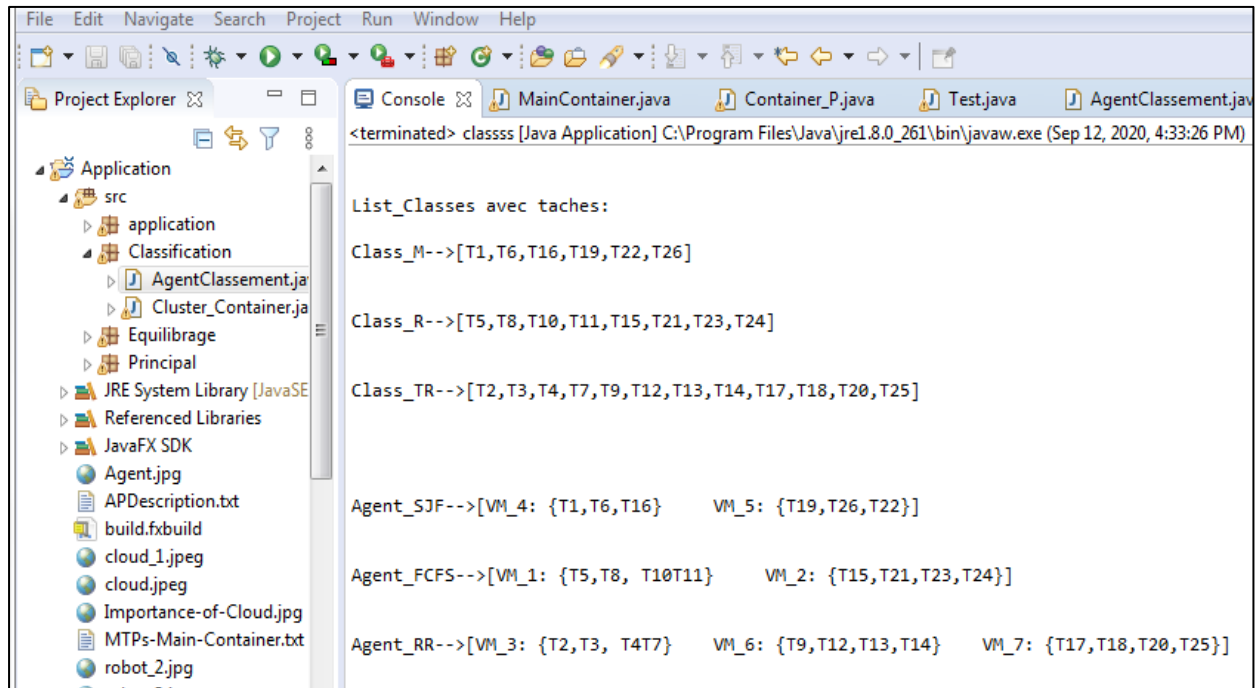 File Edit Navigate Search Project Run Window Help
Project Explorer
Console MainContainer.java Container_P.java Test.java AgentClassement.jav
<terminated> classss [Java Application] C:\Program Files\Java\jre1.8.0_261\bin\javaw.exe (Sep 12, 2020, 4:33:26 PM)
Application
src
application
Classification
AgentClassement.ja
Cluster_Container.ja
Equilibrage
Principal
JRE System Library [JavaSE
Referenced Libraries
JavaFX SDK
Agent.jpg
APDescription.txt
build.fxbuild
cloud_1.jpeg
cloud.jpeg
Importance-of-Cloud.jpg
MTPs-Main-Container.txt
robot_2.jpg
List_Classes avec taches:
Class_M-->[T1,T6,T16,T19,T22,T26]
Class_R-->[T5,T8,T10,T11,T15,T21,T23,T24]
Class_TR-->[T2,T3,T4,T7,T9,T12,T13,T14,T17,T18,T20,T25]
Agent_SJF-->[VM_4: {T1,T6,T16} VM_5: {T19,T26,T22}]
Agent_FCFS-->[VM_1: {T5,T8, T10T11} VM_2: {T15,T21,T23,T24}]
Agent_RR-->[VM_3: {T2,T3, T4T7} VM_6: {T9,T12,T13,T14} VM_7: {T17,T18,T20,T25}]